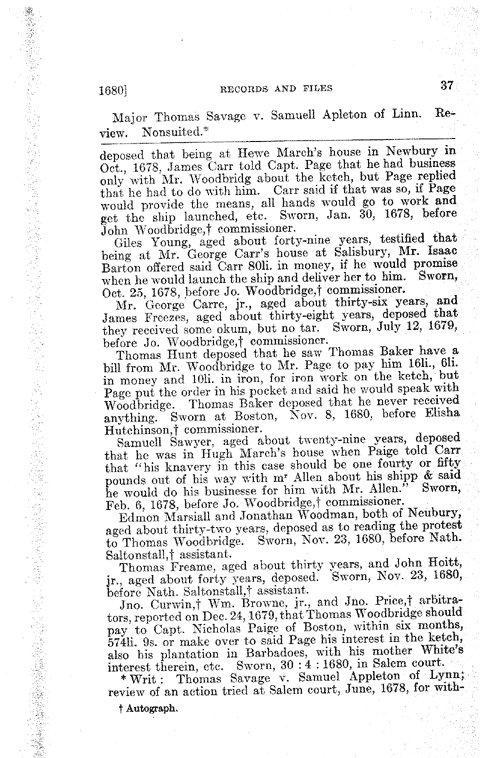 1680] RECORDS AND FILES 37
Major Thomas Savage v. Samuell Apleton of Linn. Re-
view. Nonsuited.*
deposed that being at Hewe March's house in Newbury in
Oct., 1678, James Carr told Capt. Page that he had business
only with Mr. Woodbridg about the ketch, but Page replied
that he had to do with him. Carr said if that was so, if Page
would provide the means, all hands would go to work and
get the ship launched, etc. Sworn, Jan. 30, 1678, before
John Woodbridge,† commissioner.
Giles Young, aged about forty-nine years, testified that
being at Mr. George Carr's house at Salisbury, Mr. Isaac
Barton offered said Carr 80li. in money, if he would promise
when he would launch the ship and deliver her to him. Sworn,
Oct. 25, 1678, before Jo. Woodbridge,† commissioner.
Mr. George Carre, jr., aged about thirty-six years, and
James Freezes, aged about thirty-eight years, deposed that
they received some okum, but no tar. Sworn, July 12, 1679,
before Jo. Woodbridge,† commissioner.
Thomas Hunt deposed that he saw Thomas Baker have a
bill from Mr. Woodbridge to Mr. Page to pay him 16li., 6li.
in money and 10li. in iron, for iron work on the ketch, but
Page put the order in his pocket and said he would speak with
Woodbridge. Thomas Baker deposed that he never received
anything. Sworn at Boston, Nov. 8, 1680, before Elisha
Hutchinson,† commissioner.
Samuell Sawyer, aged about twenty-nine years, deposed
that he was in Hugh March's house when Paige told Carr
that "his knavery in this case should be one fourty or fifty
pounds out of his way with mr Allen about his shipp & said
he would do his businesse for him with Mr. Allen." Sworn,
Feb. 6, 1678, before Jo. Woodbridge,† commissioner.
Edmon Marsiall and Jonathan Woodman, both of Neubury,
aged about thirty-two years, deposed as to reading the protest
to Thomas Woodbridge. Sworn, Nov. 23, 1680, before Nath.
Saltonstall,† assistant.
Thomas Freame, aged about thirty years, and John Hoitt,
jr., aged about forty years, deposed. Sworn, Nov. 23, 1680,
before Nath. Saltonstall,† assistant.
Jno. Curwin,† Wm. Browne, jr., and Jno. Price,† arbitra-
tors, reported on Dec. 24, 1679, that Thomas Woodbridge should
pay to Capt. Nicholas Paige of Boston, within six months,
574li. 9s. or make over to said Page his interest in the ketch,
also his plantation in Barbadoes, with his mother White's
interest therein, etc. Sworn, 30 : 4 : 1680, in Salem court.
* Writ: Thomas Savage v. Samuel Appleton of Lynn;
review of an action tried at Salem court, June, 1678, for with-
† Autograph.